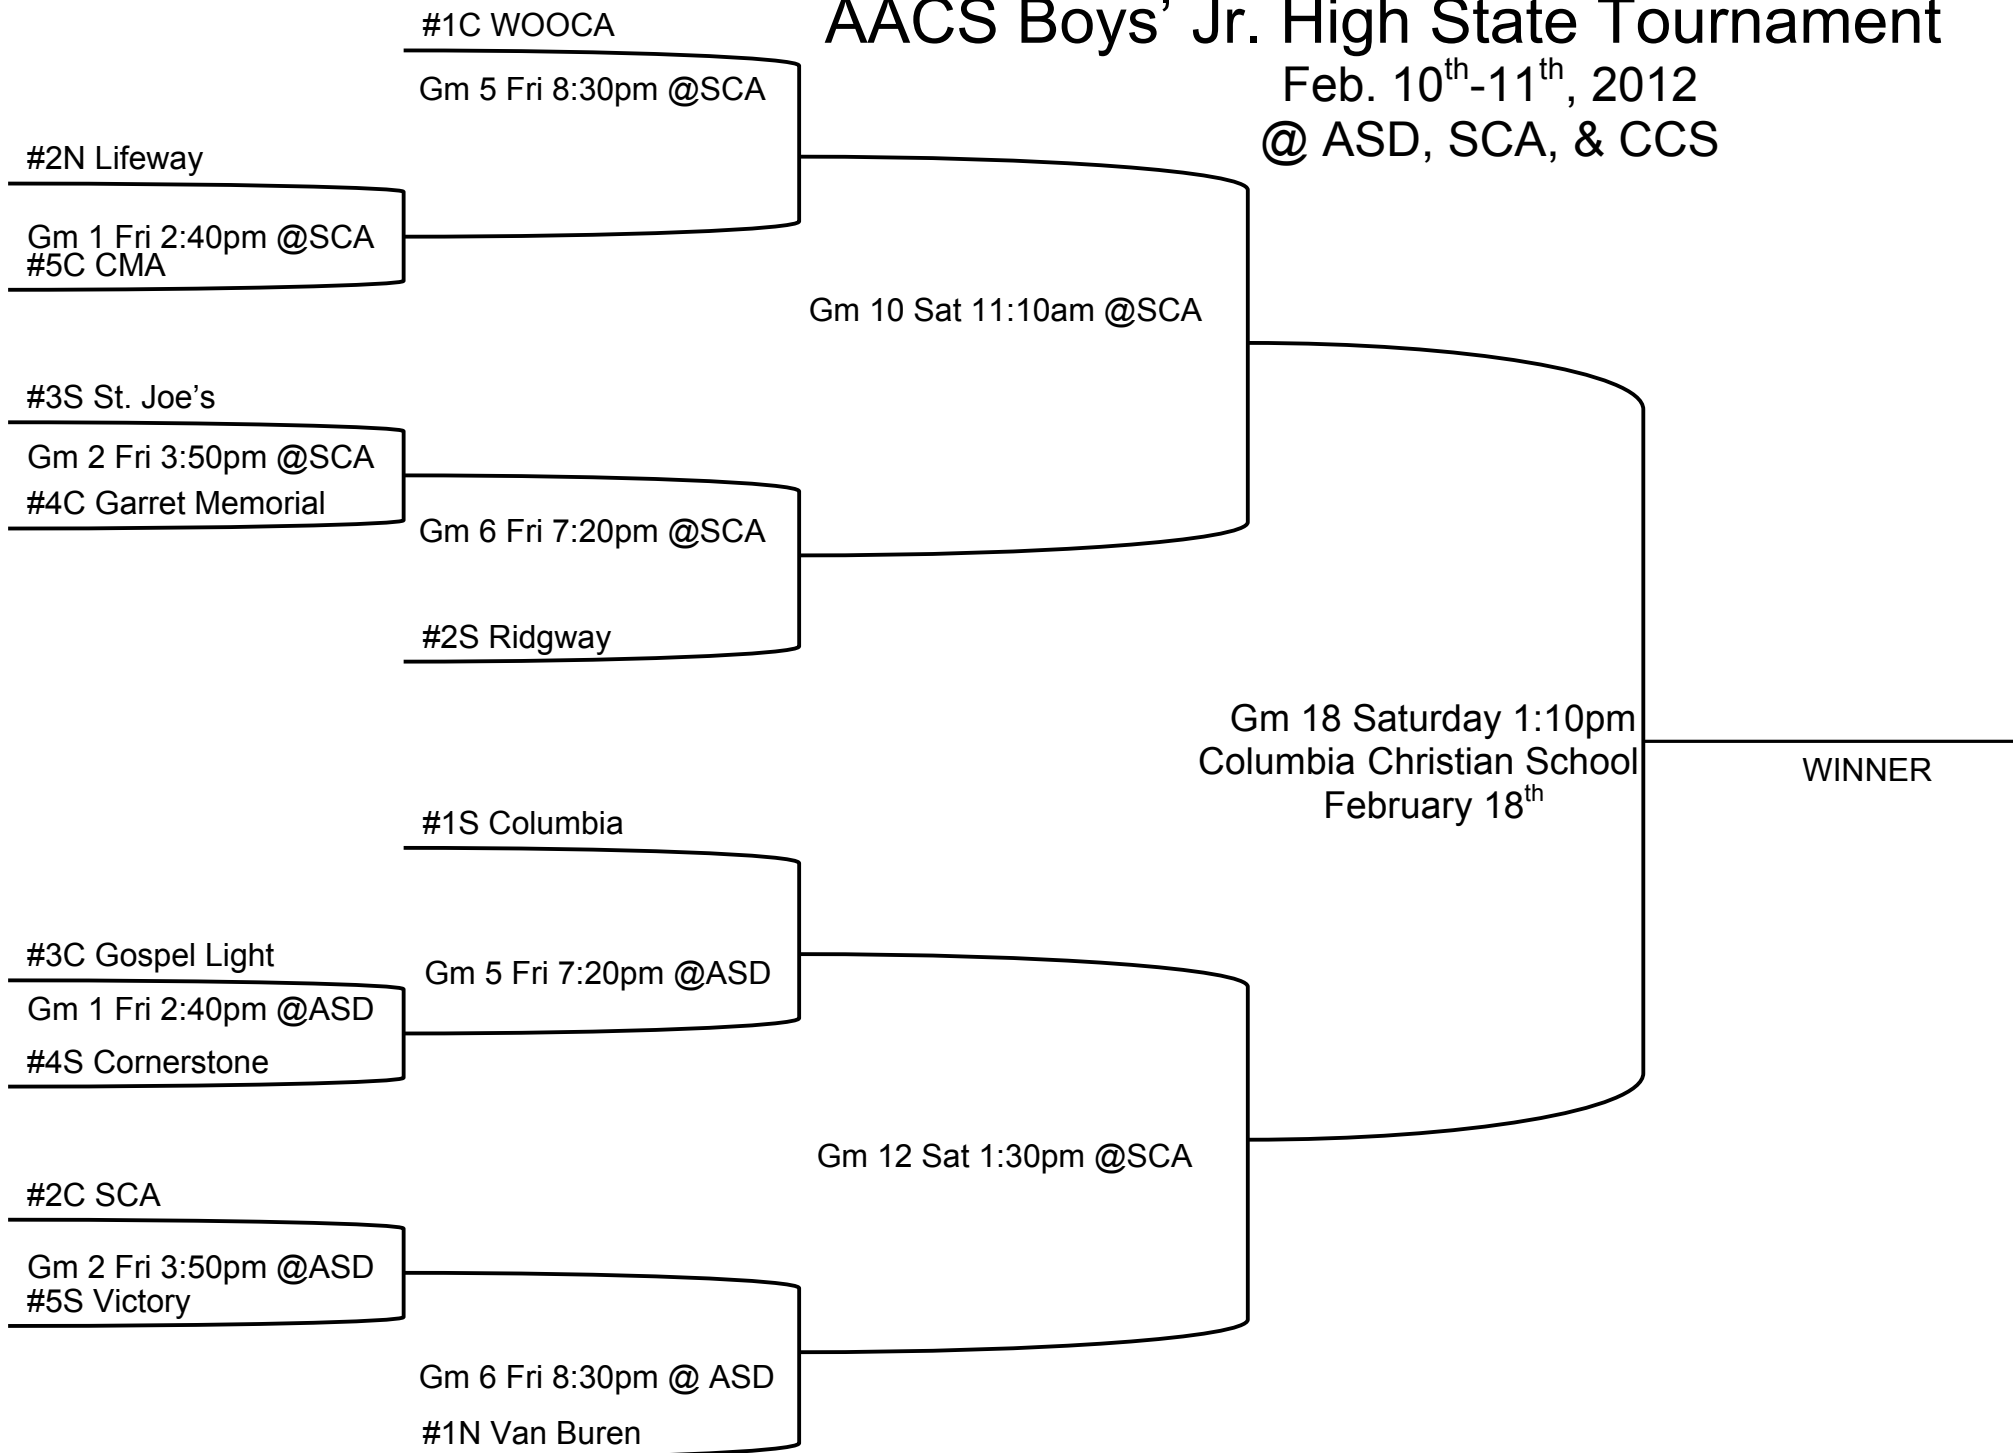 #1C WOOCA
AACS Boys’ Jr. High State Tournament
Feb. 10th-11th, 2012
@ ASD, SCA, & CCS
Gm 5 Fri 8:30pm @SCA
#2N Lifeway
Gm 1 Fri 2:40pm @SCA
#5C CMA
Gm 10 Sat 11:10am @SCA
#3S St. Joe’s
Gm 2 Fri 3:50pm @SCA
#4C Garret Memorial
Gm 6 Fri 7:20pm @SCA
#2S Ridgway
Gm 18 Saturday 1:10pm
Columbia Christian School
February 18th
WINNER
#1S Columbia
#3C Gospel Light
Gm 5 Fri 7:20pm @ASD
Gm 1 Fri 2:40pm @ASD
#4S Cornerstone
Gm 12 Sat 1:30pm @SCA
#2C SCA
Gm 2 Fri 3:50pm @ASD
#5S Victory
Gm 6 Fri 8:30pm @ ASD
#1N Van Buren